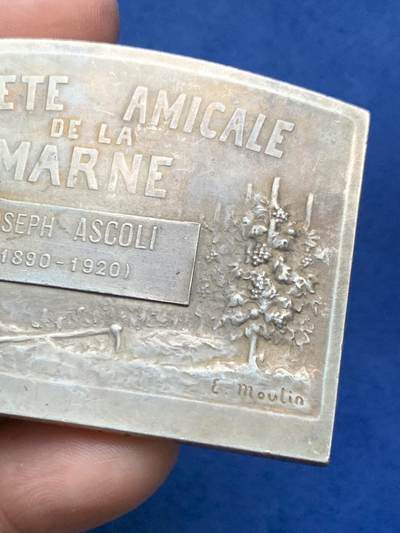 ETE AMICALE
DE LA
MARNE
SEPH ASCOLI
(1890-1920)
E. Moulin